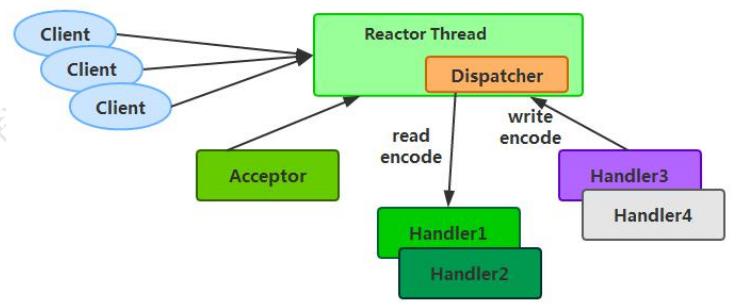 Client
Client
Client
Reactor Thread
Dispatcher
Acceptor
read
encode
write
encode
Handler1
Handler2
Handler3
Handler4